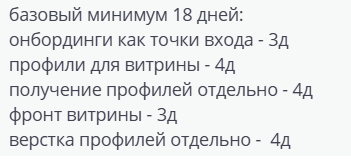 базовый минимум 18 дней:
онбординги как точки входа - 3д
профили для витрины - 4д
получение профилей отдельно - 4д
фронт витрины - 3д
верстка профилей отдельно -  4д